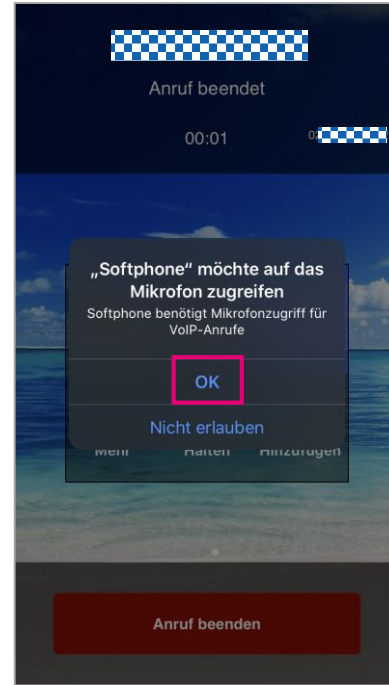 Anruf beendet
00:01
„Softphone“ möchte auf das
Mikrofon zugreifen
Softphone benötigt Mikrofonzugriff für
VoIP-Anrufe
OK
Nicht erlauben
Mehr Halten Hinzufügen
Anruf beenden